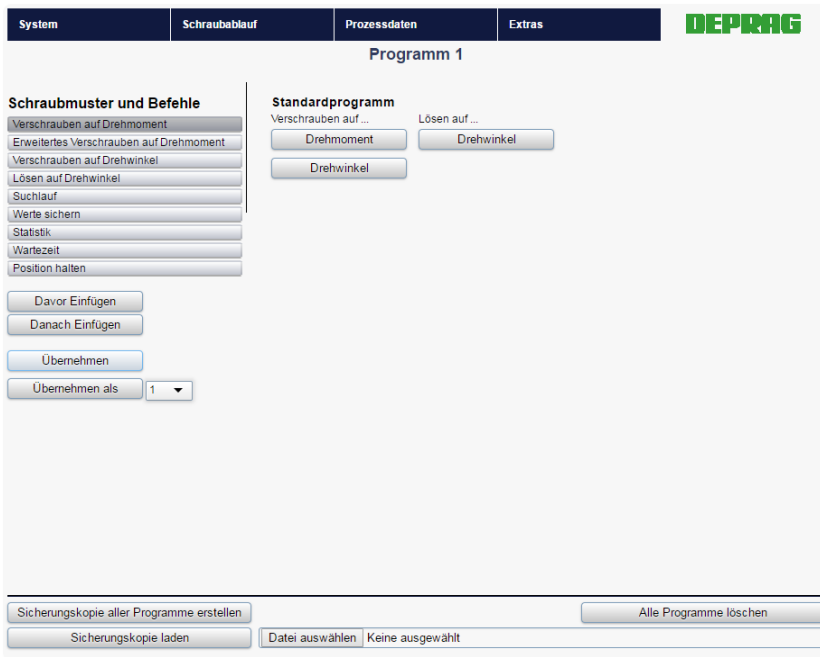 System Schraubablauf Prozessdaten Extras DEPRAG
Programm 1
Schraubmuster und Befehle
Verschrauben auf Drehmoment
Erweitertes Verschrauben auf Drehmoment
Verschrauben auf Drehwinkel
Lösen auf Drehwinkel
Suchlauf
Werte sichern
Statistik
Wartezeit
Position halten
Davor Einfügen
Danach Einfügen
Übernehmen
Übernehmen als 1
Standardprogramm
Verschrauben auf ... Lösen auf ...
Drehmoment Drehwinkel
Drehwinkel
Sicherungskopie aller Programme erstellen Alle Programme löschen
Sicherungskopie laden Datei auswählen Keine ausgewählt